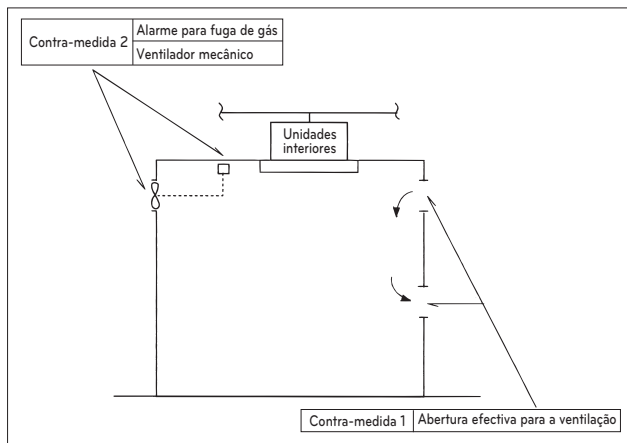 Contra-medida 2
Alarme para fuga de gás
Ventilador mecânico
Unidades
interiores
Contra-medida 1
Abertura efectiva para a ventilação